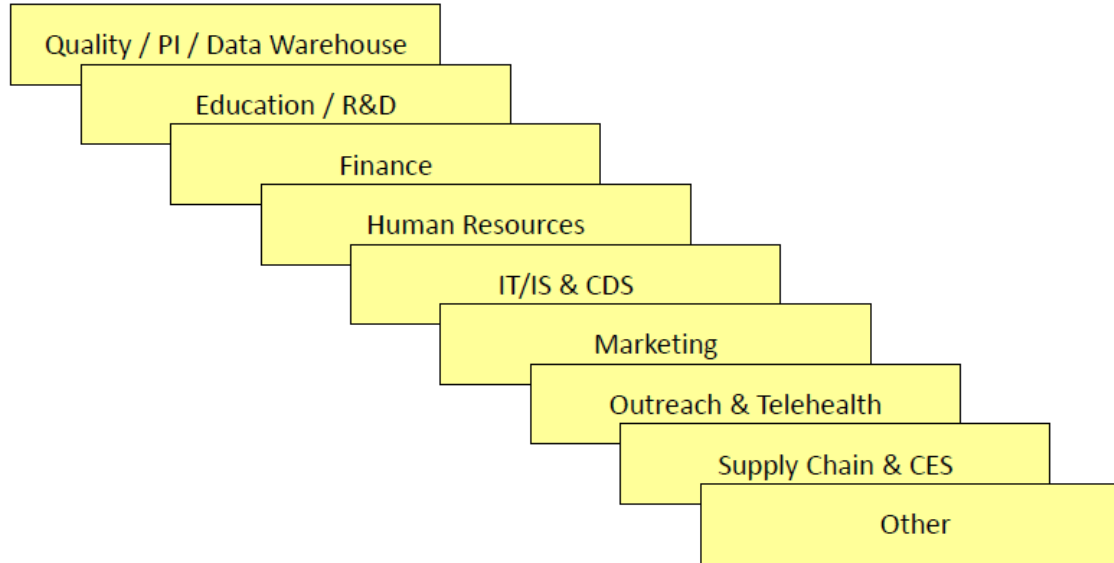 Quality / PI / Data Warehouse
Education / R&D
Finance
Human Resources
IT/IS & CDS
Marketing
Outreach & Telehealth
Supply Chain & CES
Other